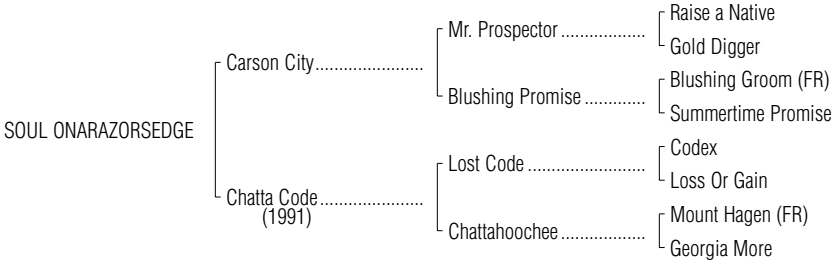 Raise a Native
Mr. Prospector ..................
Gold Digger
Carson City.......................
Blushing Groom (FR)
Blushing Promise .............
Summertime Promise
SOUL ONARAZORSEDGE
Codex
Lost Code .........................
Loss Or Gain
Chatta Code......................
(1991)
Mount Hagen (FR)
Chattahoochee..................
Georgia More